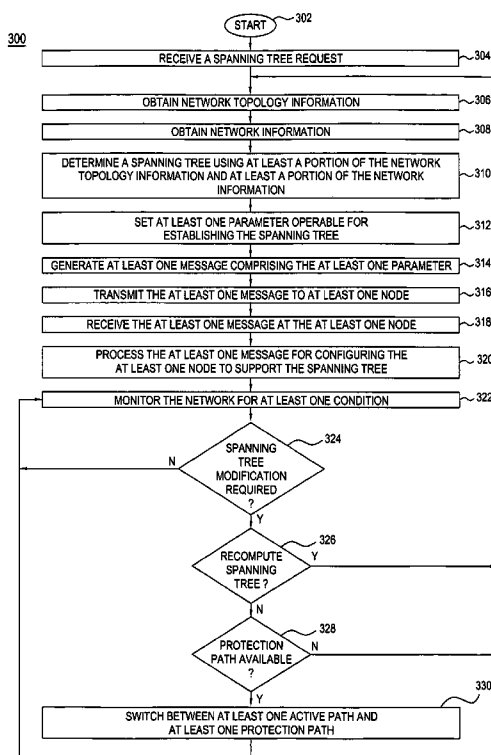 START
302
300
RECEIVE A SPANNING TREE REQUEST
304
OBTAIN NETWORK TOPOLOGY INFORMATION
306
OBTAIN NETWORK INFORMATION
308
DETERMINE A SPANNING TREE USING AT LEAST A PORTION OF THE NETWORK
TOPOLOGY INFORMATION AND AT LEAST A PORTION OF THE NETWORK
INFORMATION
310
SET AT LEAST ONE PARAMETER OPERABLE FOR
ESTABLISHING THE SPANNING TREE
312
GENERATE AT LEAST ONE MESSAGE COMPRISING THE AT LEAST ONE PARAMETER
314
TRANSMIT THE AT LEAST ONE MESSAGE TO AT LEAST ONE NODE
316
RECEIVE THE AT LEAST ONE MESSAGE AT THE AT LEAST ONE NODE
318
PROCESS THE AT LEAST ONE MESSAGE FOR CONFIGURING THE
AT LEAST ONE NODE TO SUPPORT THE SPANNING TREE
320
MONITOR THE NETWORK FOR AT LEAST ONE CONDITION
322
324
SPANNING
TREE
MODIFICATION
REQUIRED
?
N
Y
326
RECOMPUTE
SPANNING
TREE ?
Y
N
328
PROTECTION
PATH AVAILABLE
?
N
Y
330
SWITCH BETWEEN AT LEAST ONE ACTIVE PATH AND
AT LEAST ONE PROTECTION PATH